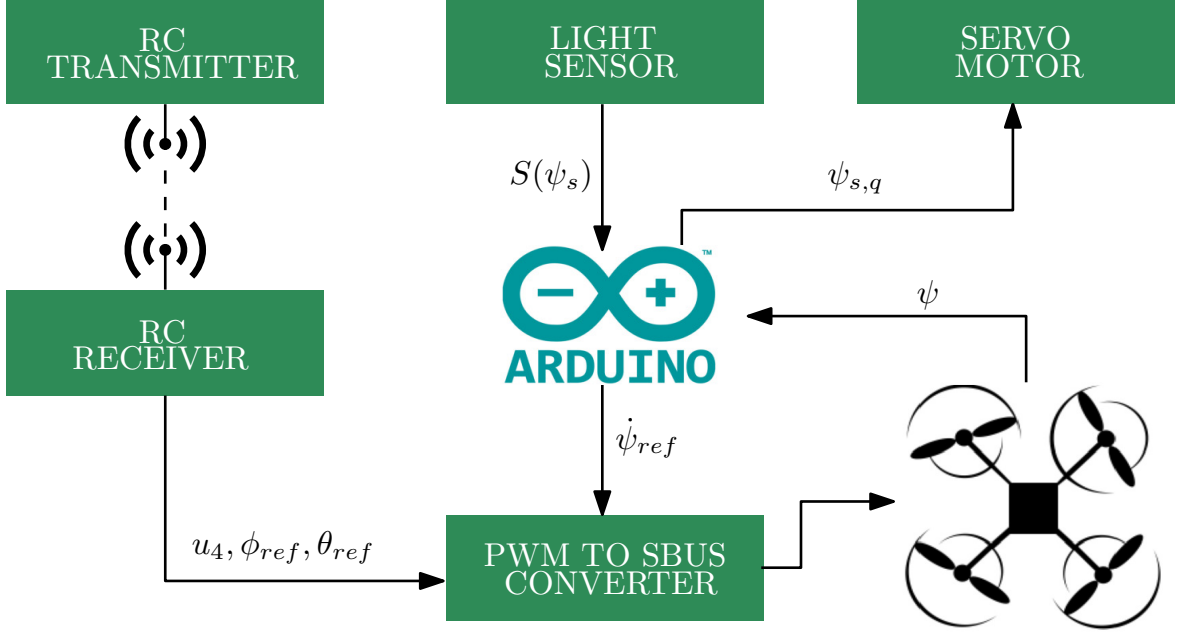 RC
TRANSMITTER
LIGHT
SENSOR
SERVO
MOTOR
S(ψ_s)
ψ_{s,q}
™
RC
RECEIVER
ψ
ARDUINO
ψ̇_{ref}
u_4, ϕ_{ref}, θ_{ref}
PWM TO SBUS
CONVERTER